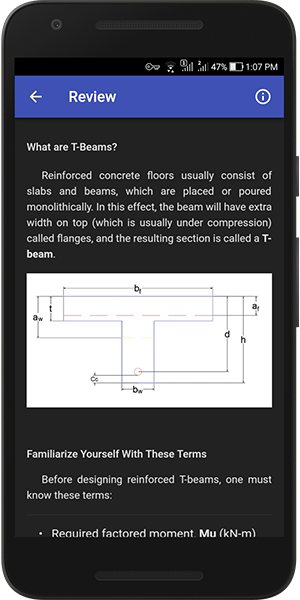 47% 1:07 PM
Review
What are T-Beams?
Reinforced concrete floors usually consist of
slabs and beams, which are placed or poured
monolithically. In this effect, the beam will have extra
width on top (which is usually under compression)
called flanges, and the resulting section is called a T-
beam.
bf
t
af
aw
d
h
Cc
bw
Familiarize Yourself With These Terms
Before designing reinforced T-beams, one must
know these terms:
• Required factored moment, Mu (kN-m)